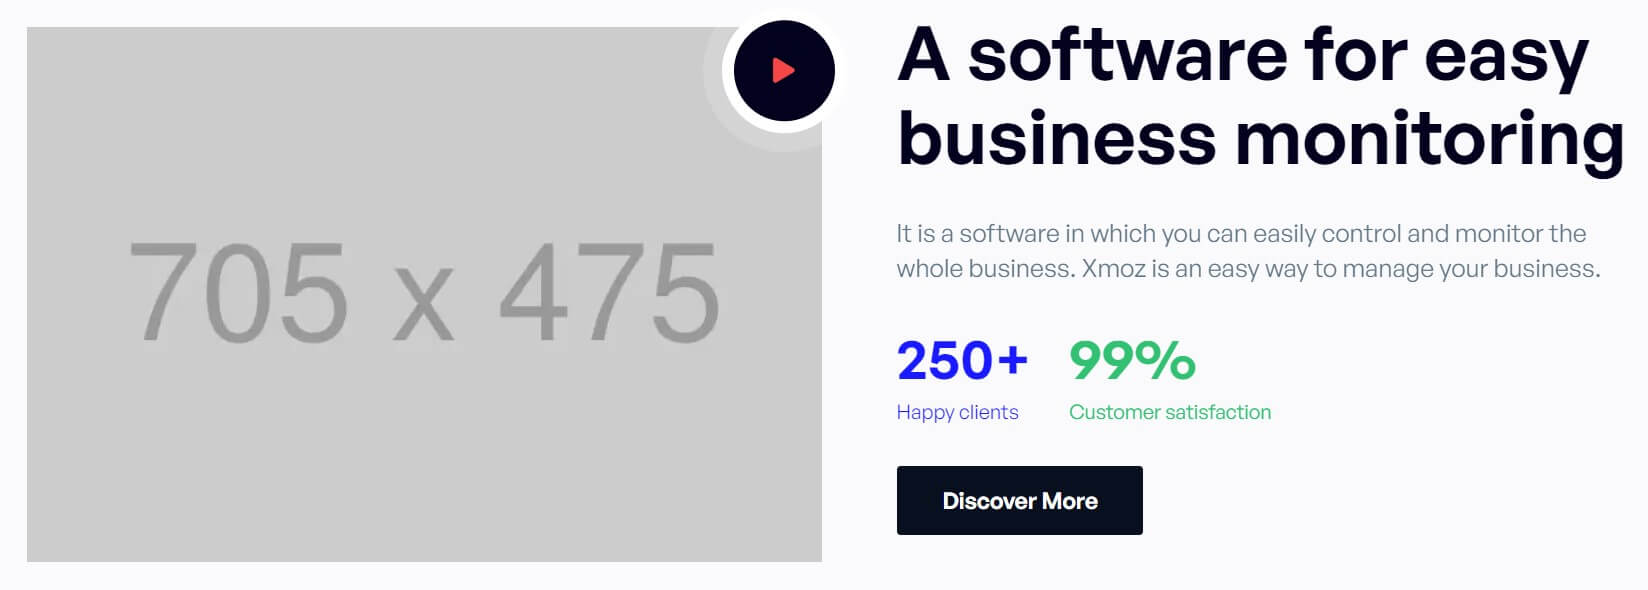 705 x 475
A software for easy
business monitoring
It is a software in which you can easily control and monitor the
whole business. Xmoz is an easy way to manage your business.
250+
Happy clients
99%
Customer satisfaction
Discover More